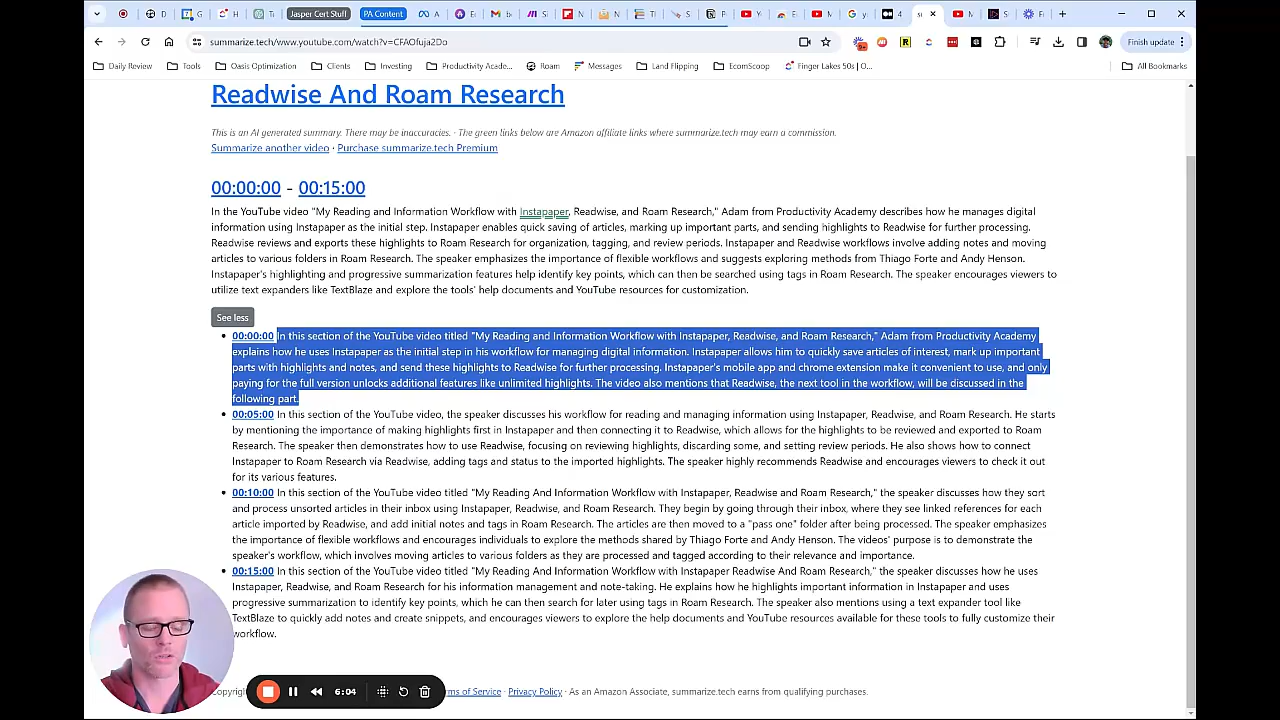 D
G
H
T
Jasper Cert Stuff
PA Content
A
E
M
Si
N
T
S
P
E
G y
4
si
M
S
E
summarize.tech/www.youtube.com/watch?v=CFAOfuja2Do
9+
R
Finish update
Daily Review
Tools
Oasis Optimization
Clients
Investing
Productivity Acade...
Roam
Messages
Land Flipping
EcomScoop
Finger Lakes 50s | O...
All Bookmarks
Readwise And Roam Research
This is an AI generated summary. There may be inaccuracies. · The green links below are Amazon affiliate links where summarize.tech may earn a commission.
Summarize another video · Purchase summarize.tech Premium
00:00:00 - 00:15:00
In the YouTube video "My Reading and Information Workflow with Instapaper, Readwise, and Roam Research," Adam from Productivity Academy describes how he manages digital
information using Instapaper as the initial step. Instapaper enables quick saving of articles, marking up important parts, and sending highlights to Readwise for further processing.
Readwise reviews and exports these highlights to Roam Research for organization, tagging, and review periods. Instapaper and Readwise workflows involve adding notes and moving
articles to various folders in Roam Research. The speaker emphasizes the importance of flexible workflows and suggests exploring methods from Thiago Forte and Andy Henson.
Instapaper's highlighting and progressive summarization features help identify key points, which can then be searched using tags in Roam Research. The speaker encourages viewers to
utilize text expanders like TextBlaze and explore the tools' help documents and YouTube resources for customization.
See less
00:00:00 In this section of the YouTube video titled "My Reading and Information Workflow with Instapaper, Readwise, and Roam Research," Adam from Productivity Academy
explains how he uses Instapaper as the initial step in his workflow for managing digital information. Instapaper allows him to quickly save articles of interest, mark up important
parts with highlights and notes, and send these highlights to Readwise for further processing. Instapaper's mobile app and chrome extension make it convenient to use, and only
paying for the full version unlocks additional features like unlimited highlights. The video also mentions that Readwise, the next tool in the workflow, will be discussed in the
following part.
00:05:00 In this section of the YouTube video, the speaker discusses his workflow for reading and managing information using Instapaper, Readwise, and Roam Research. He starts
by mentioning the importance of making highlights first in Instapaper and then connecting it to Readwise, which allows for the highlights to be reviewed and exported to Roam
Research. The speaker then demonstrates how to use Readwise, focusing on reviewing highlights, discarding some, and setting review periods. He also shows how to connect
Instapaper to Roam Research via Readwise, adding tags and status to the imported highlights. The speaker highly recommends Readwise and encourages viewers to check it out
for its various features.
00:10:00 In this section of the YouTube video titled "My Reading And Information Workflow with Instapaper, Readwise and Roam Research," the speaker discusses how they sort
and process unsorted articles in their inbox using Instapaper, Readwise, and Roam Research. They begin by going through their inbox, where they see linked references for each
article imported by Readwise, and add initial notes and tags in Roam Research. The articles are then moved to a "pass one" folder after being processed. The speaker emphasizes
the importance of flexible workflows and encourages individuals to explore the methods shared by Thiago Forte and Andy Henson. The videos' purpose is to demonstrate the
speaker's workflow, which involves moving articles to various folders as they are processed and tagged according to their relevance and importance.
00:15:00 In this section of the YouTube video titled "My Reading And Information Workflow with Instapaper Readwise And Roam Research," the speaker discusses how he uses
Instapaper, Readwise, and Roam Research for his information management and note-taking. He explains how he highlights important information in Instapaper and uses
progressive summarization to identify key points, which he can then search for later using tags in Roam Research. The speaker also mentions using a text expander tool like
TextBlaze to quickly add notes and create snippets, and encourages viewers to explore the help documents and YouTube resources available for these tools to fully customize their
workflow.
Copyrig
6:04
ms of Service · Privacy Policy · As an Amazon Associate, summarize.tech earns from qualifying purchases.